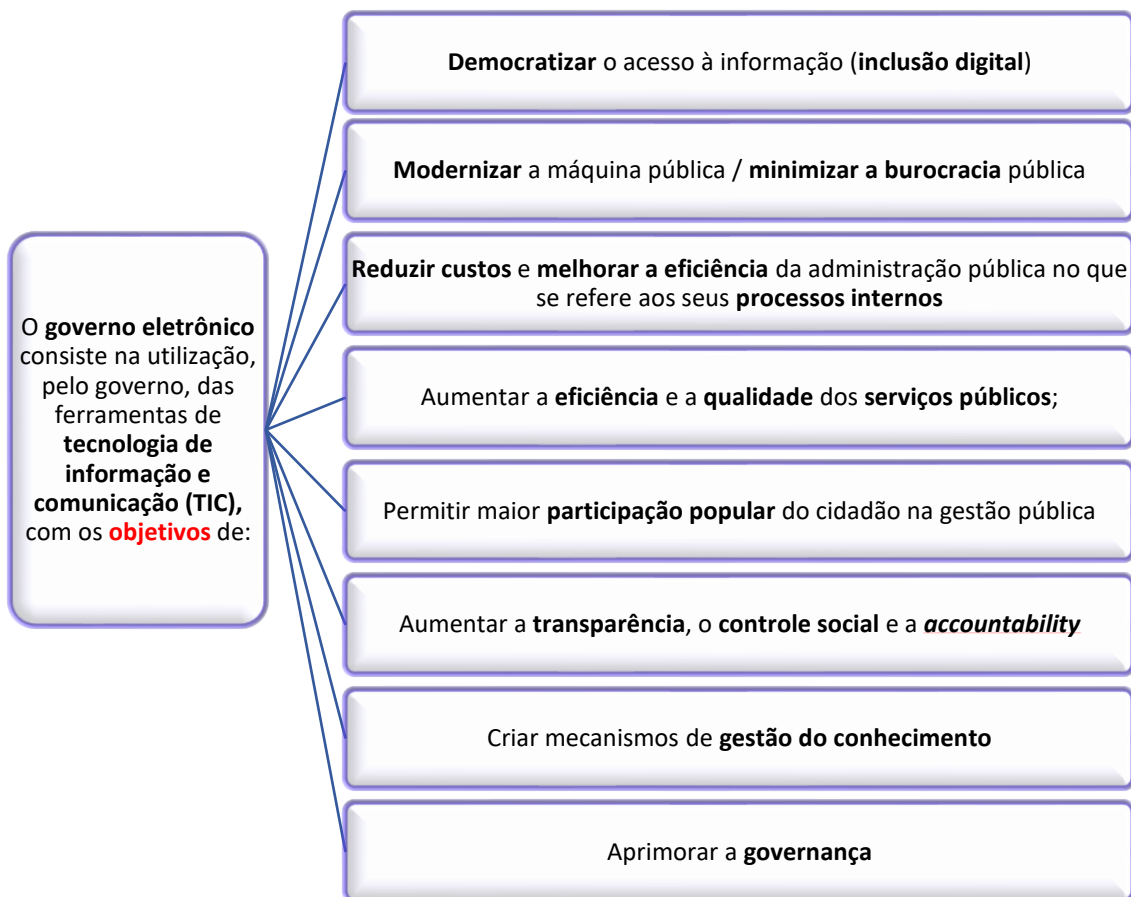 O governo eletrônico
consiste na utilização,
pelo governo, das
ferramentas de
tecnologia de
informação e
comunicação (TIC),
com os objetivos de:
Democratizar o acesso à informação (inclusão digital)
Modernizar a máquina pública / minimizar a burocracia pública
Reduzir custos e melhorar a eficiência da administração pública no que
se refere aos seus processos internos
Aumentar a eficiência e a qualidade dos serviços públicos;
Permitir maior participação popular do cidadão na gestão pública
Aumentar a transparência, o controle social e a accountability
Criar mecanismos de gestão do conhecimento
Aprimorar a governança